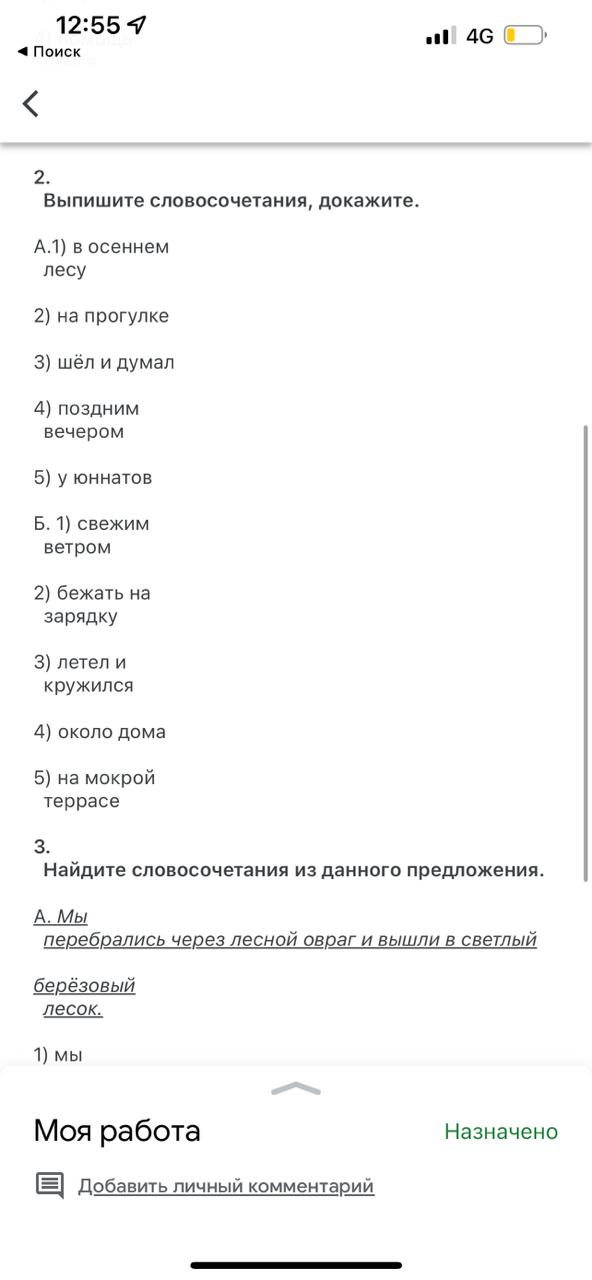 12:55
4G
Поиск
2.
Выпишите словосочетания, докажите.
А.1) в осеннем
лесу
2) на прогулке
3) шёл и думал
4) поздним
вечером
5) у юннатов
Б. 1) свежим
ветром
2) бежать на
зарядку
3) летел и
кружился
4) около дома
5) на мокрой
террасе
3.
Найдите словосочетания из данного предложения.
А. Мы
перебрались через лесной овраг и вышли в светлый
берёзовый
лесок.
1) мы
Моя работа
Назначено
Добавить личный комментарий